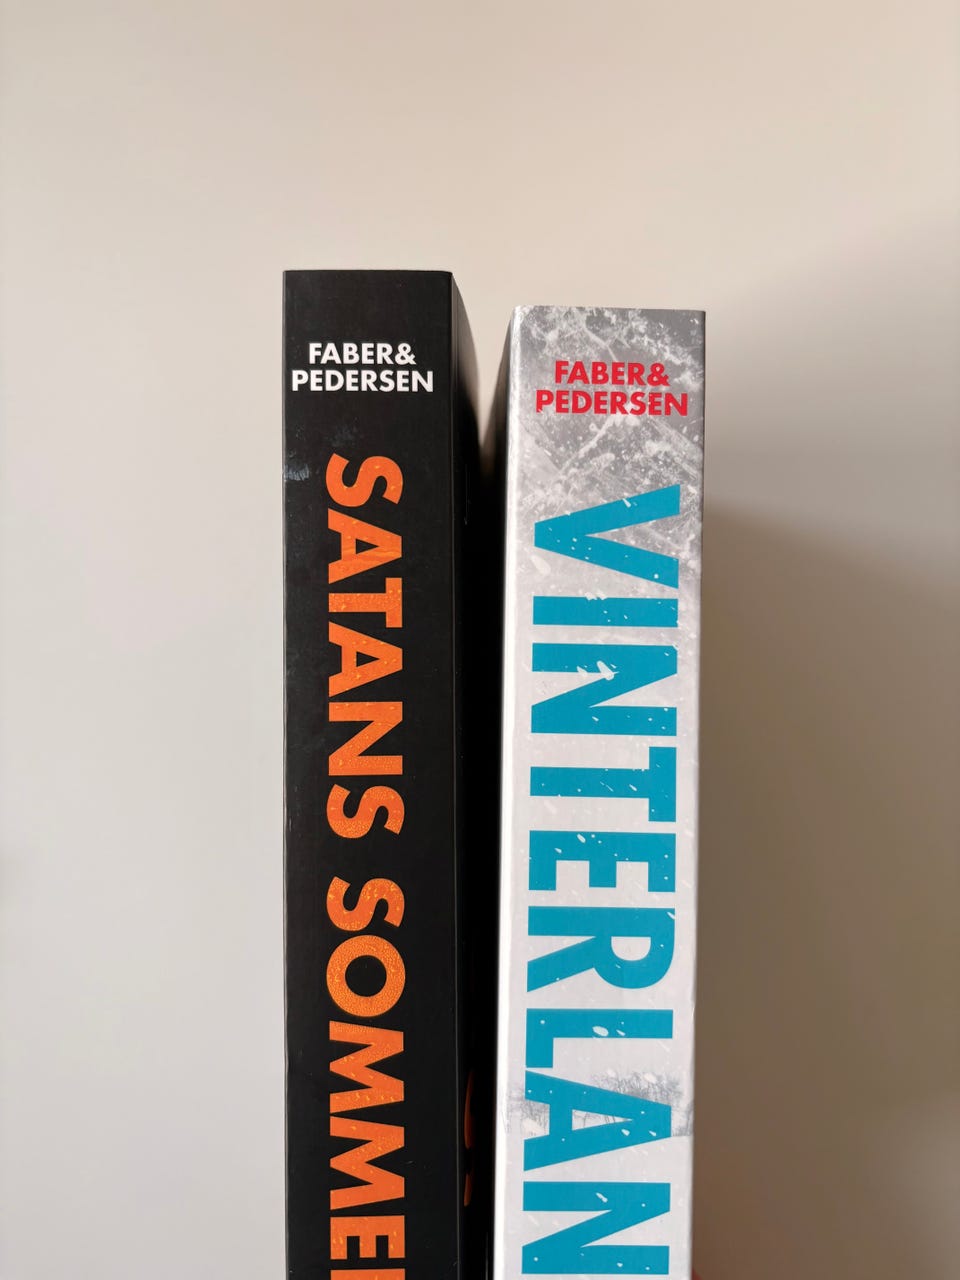 FABER&
PEDERSEN
SATANS SOMME
FABER&
PEDERSEN
VINTERLAN